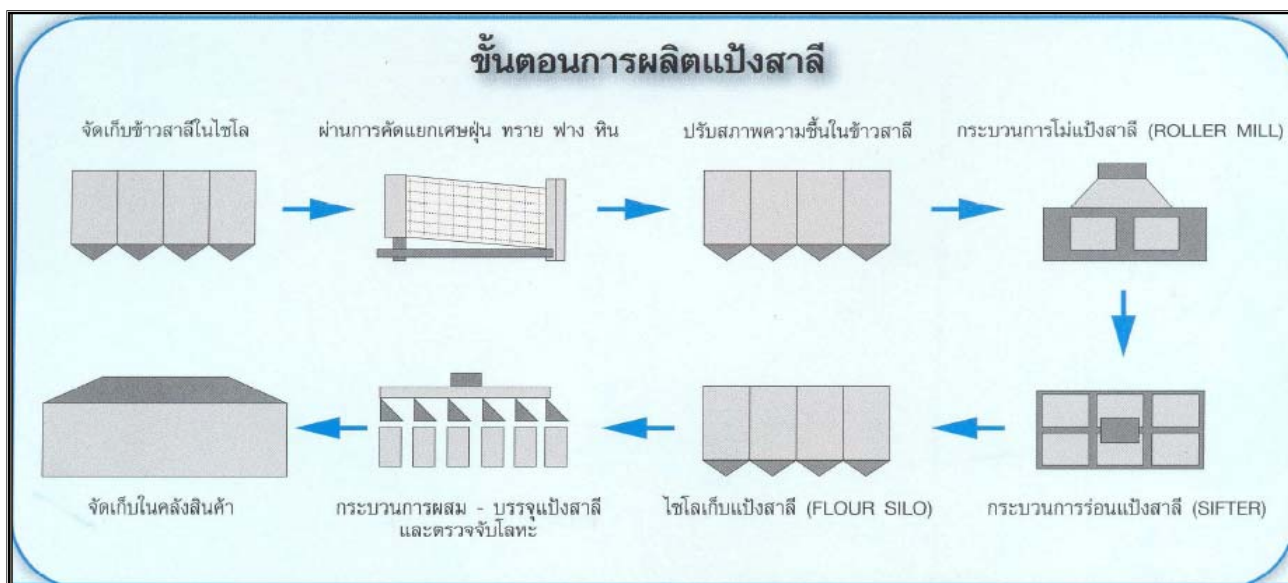 ขั้นตอนการผลิตแป้งสาลี
จัดเก็บข้าวสาลีในไซโล
ผ่านการคัดแยกเศษฝุ่น ทราย ฟาง หิน
ปรับสภาพความชื้นในข้าวสาลี
กระบวนการโม่แป้งสาลี (ROLLER MILL)
จัดเก็บในคลังสินค้า
กระบวนการผสม - บรรจุแป้งสาลี
และตรวจจับโลหะ
ไซโลเก็บแป้งสาลี (FLOUR SILO)
กระบวนการร่อนแป้งสาลี (SIFTER)